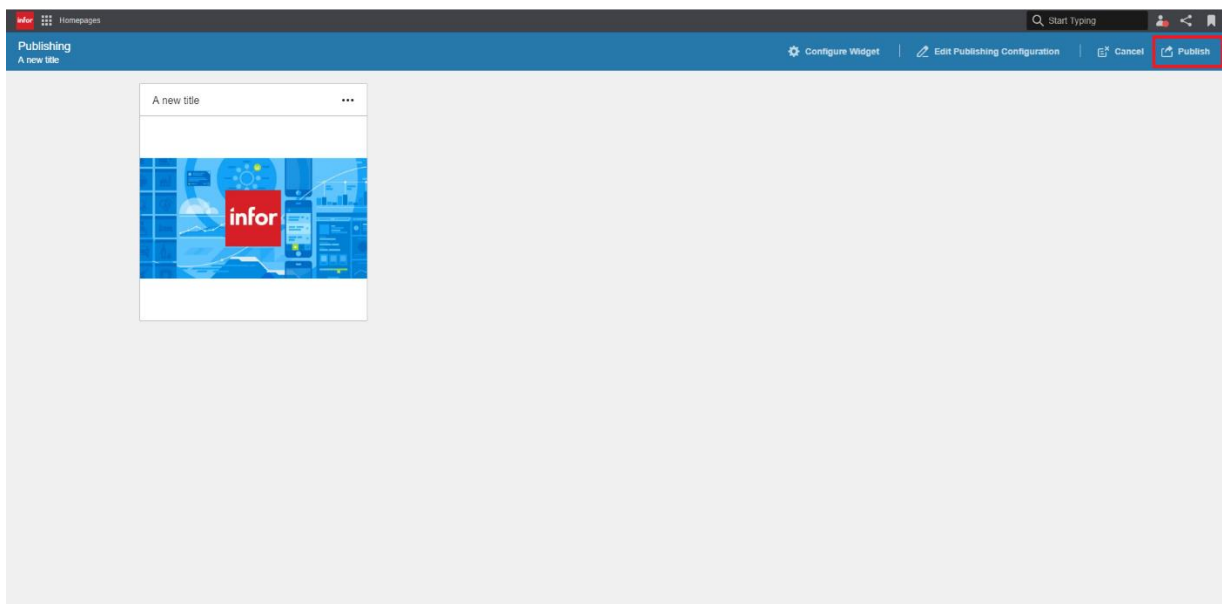 infor Homepages Start Typing
Publishing
A new title
Configure Widget Edit Publishing Configuration Cancel Publish
A new title
infor